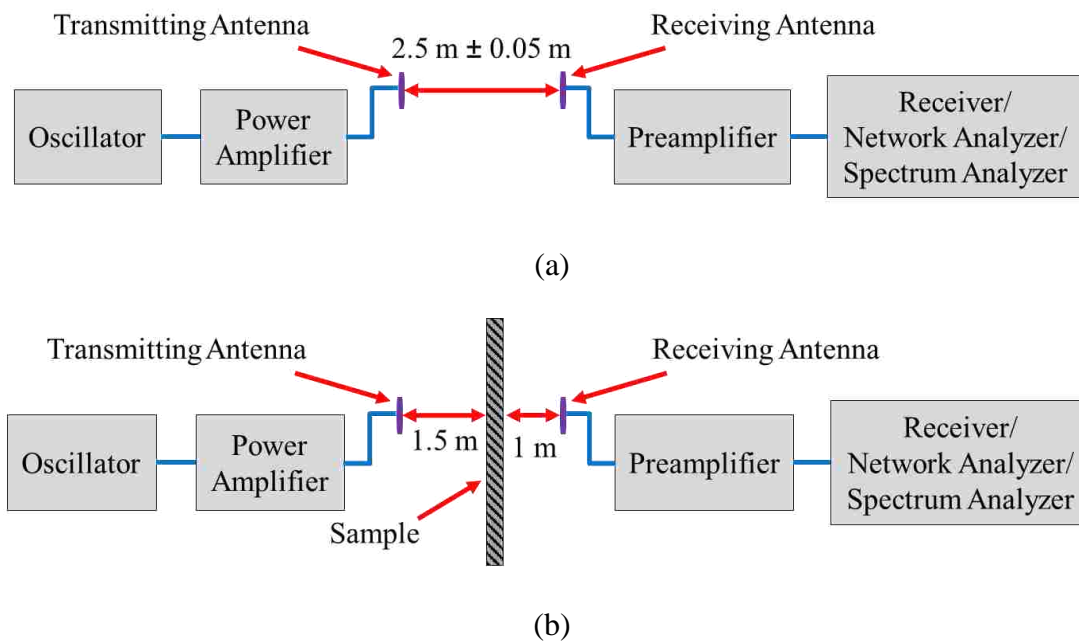 Transmitting Antenna
Receiving Antenna
2.5 m ± 0.05 m
Oscillator
Power
Amplifier
Preamplifier
Receiver/
Network Analyzer/
Spectrum Analyzer
(a)
Transmitting Antenna
Receiving Antenna
Oscillator
Power
Amplifier
1.5 m
1 m
Preamplifier
Receiver/
Network Analyzer/
Spectrum Analyzer
Sample
(b)